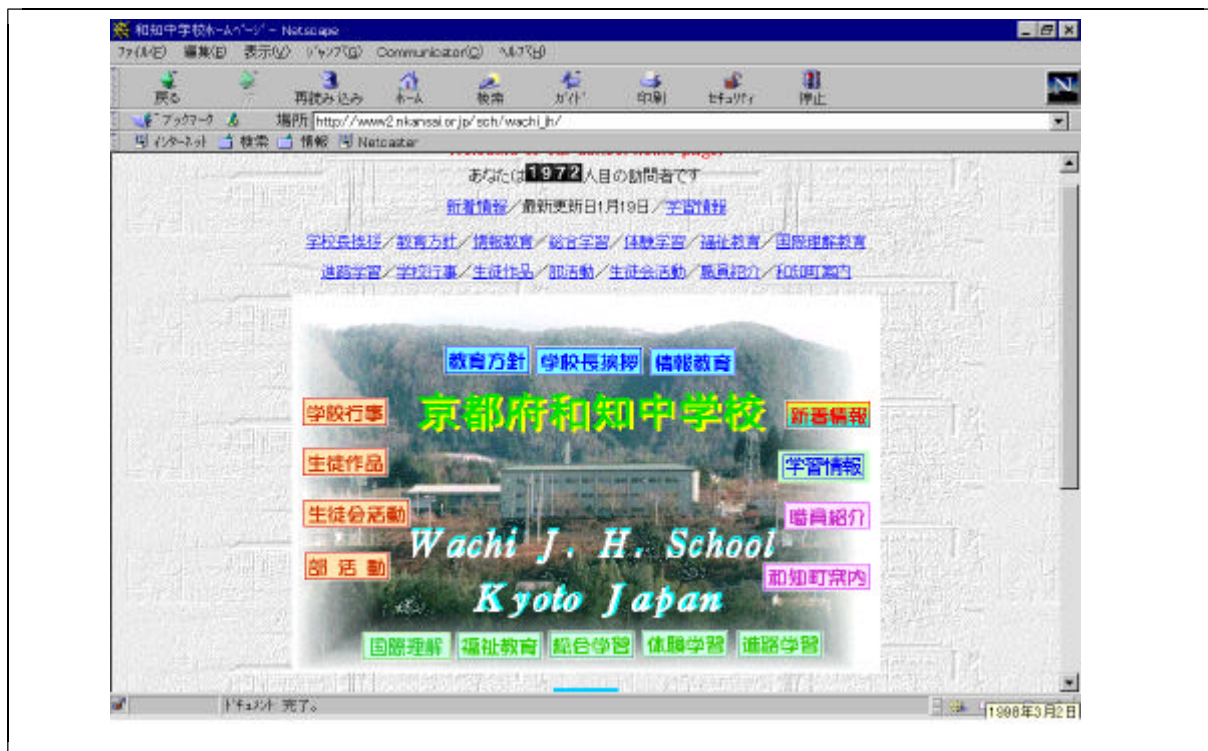 和知中学校ホームページ - Netscape
ファイル(F) 編集(E) 表示(V) ジャンプ(G) Communicator(C) ヘルプ(H)
戻る 再読み込み ホーム 検索 ガイド 印刷 セキュリティ 停止
ブックマーク 場所 http://www2.nkansai.or.jp/sch/wachi_jh/
インターネット 検索 情報 Netcaster
あなたは1972人目の訪問者です
新着情報／最新更新日1月19日／学習情報
学校長挨拶／教育方針／情報教育／総合学習／体験学習／福祉教育／国際理解教育
進路学習／学校行事／生徒作品／部活動／生徒会活動／職員紹介／和知町案内
教育方針 学校長挨拶 情報教育
学校行事 京都府和知中学校 新着情報
生徒作品 学習情報
生徒会活動 職員紹介
Wachi J. H. School
部活動 和知町案内
Kyoto Japan
国際理解 福祉教育 総合学習 体験学習 進路学習
ドキュメント 完了。
1998年3月2日